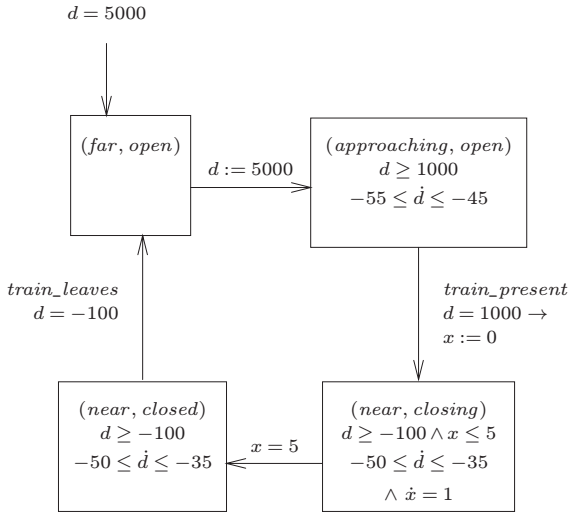 d = 5000
(far, open)
d := 5000
(approaching, open)
d ≥ 1000
−55 ≤ ḋ ≤ −45
train_leaves
d = −100
train_present
d = 1000 →
x := 0
(near, closed)
d ≥ −100
−50 ≤ ḋ ≤ −35
x = 5
(near, closing)
d ≥ −100 ∧ x ≤ 5
−50 ≤ ḋ ≤ −35
∧ ẋ = 1